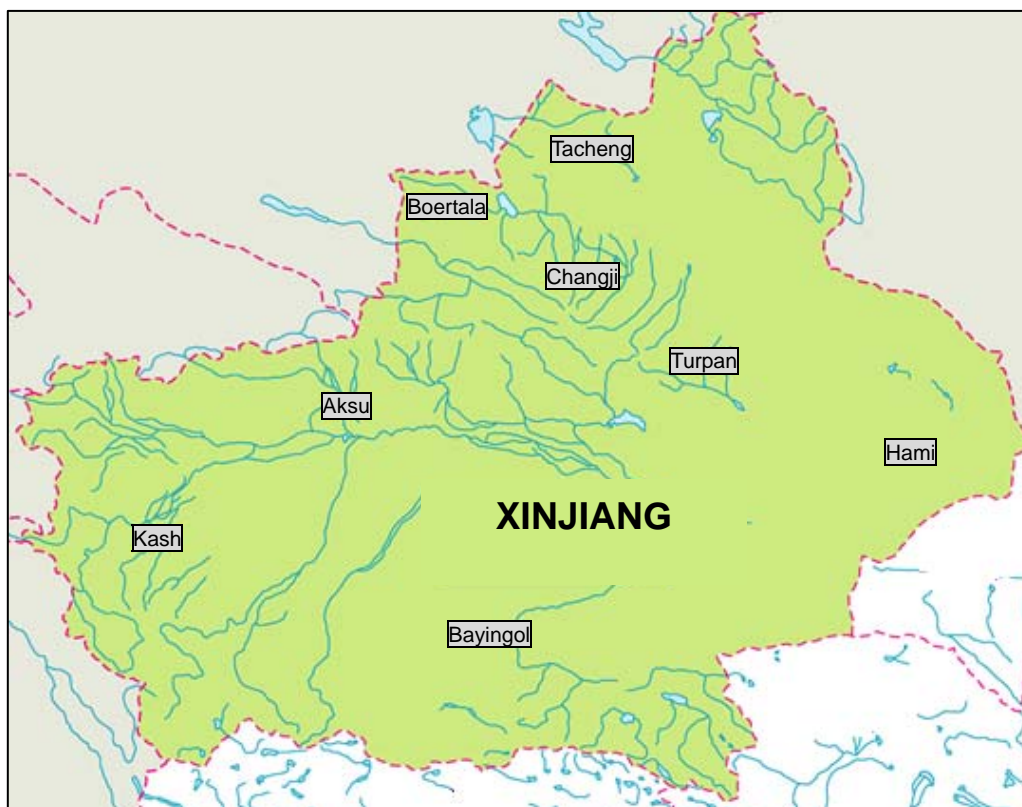 Tacheng
Boertala
Changji
Turpan
Aksu
Hami
XINJIANG
Kash
Bayingol